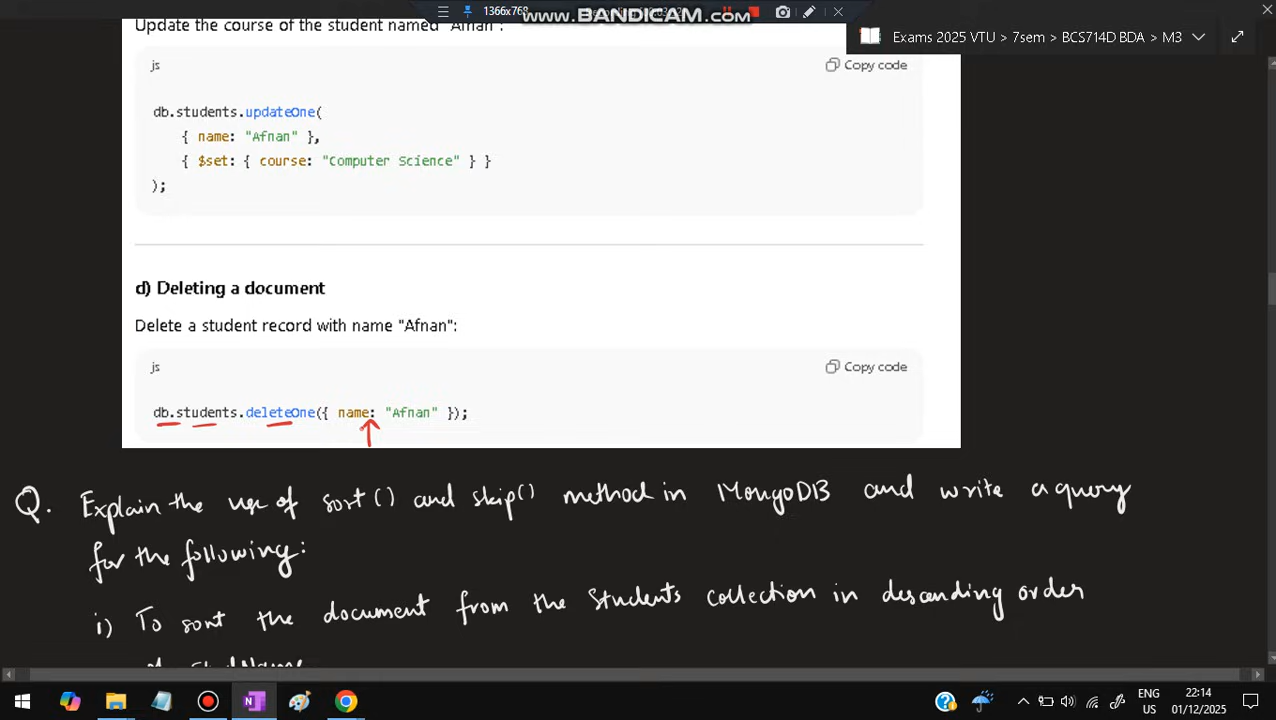 1366x768
www.BANDICAM.com
Update the course of the student named "Afnan":
Exams 2025 VTU > 7sem > BCS714D BDA > M3
js
Copy code
db.students.updateOne(
{ name: "Afnan" },
{ $set: { course: "Computer Science" } }
);
d) Deleting a document
Delete a student record with name "Afnan":
js
Copy code
db.students.deleteOne({ name: "Afnan" });
Q. Explain the use of sort() and skip() method in MongoDB and write a query
for the following:
i) To sort the document from the Students collection in descanding order
ENG
US
22:14
01/12/2025